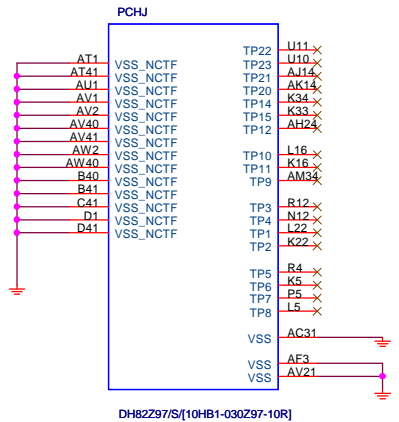 PCHJ
AT1 VSS_NCTF
AT41 VSS_NCTF
AU1 VSS_NCTF
AV1 VSS_NCTF
AV2 VSS_NCTF
AV40 VSS_NCTF
AV41 VSS_NCTF
AW2 VSS_NCTF
AW40 VSS_NCTF
B40 VSS_NCTF
B41 VSS_NCTF
C41 VSS_NCTF
D1 VSS_NCTF
D41 VSS_NCTF
TP22 U11
TP23 U10
TP21 AJ14
TP20 AK14
TP14 K34
TP15 K33
TP12 AH24
TP10 L16
TP11 K16
TP9 AM34
TP3 R12
TP4 N12
TP1 L22
TP2 K22
TP5 R4
TP6 K5
TP7 P5
TP8 L5
VSS AC31
VSS AF3
VSS AV21
DH82Z97/S/[10HB1-030Z97-10R]